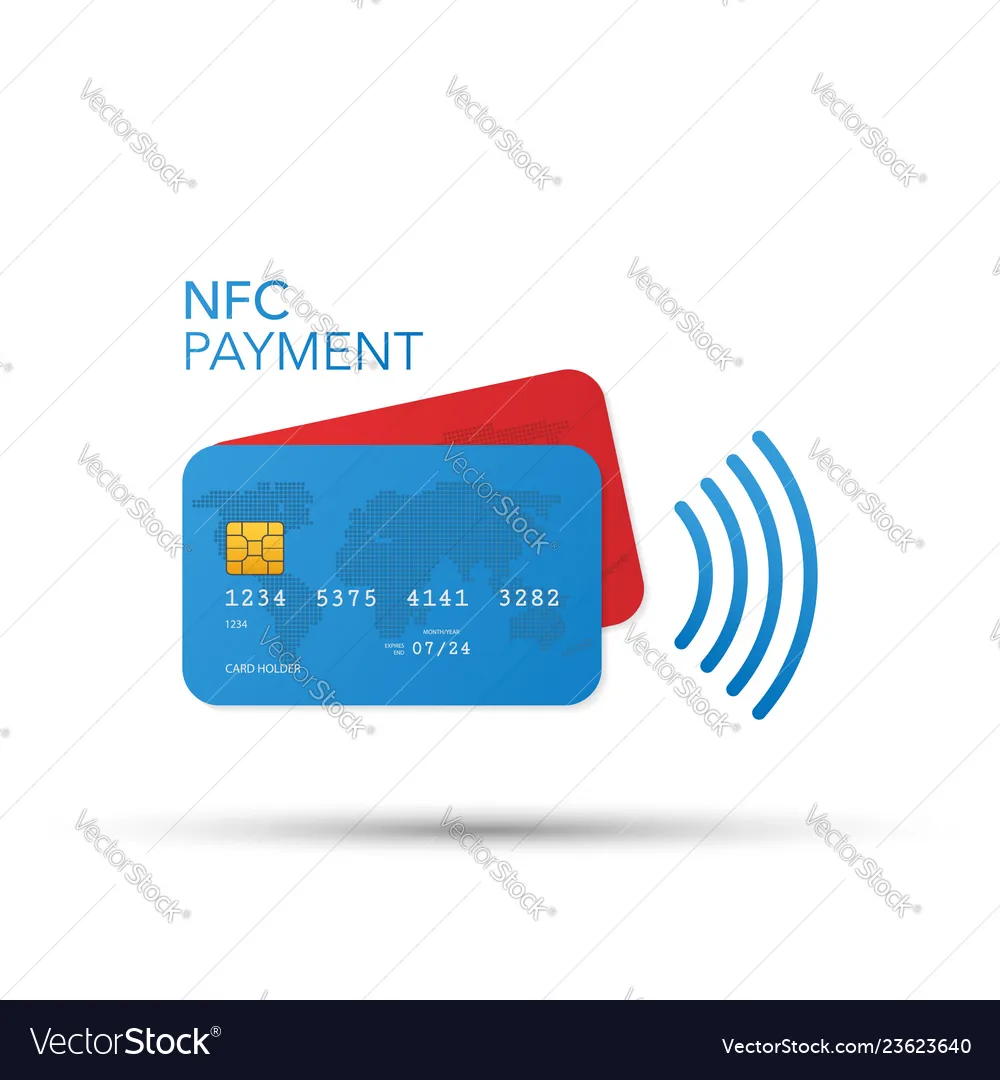 NFC
PAYMENT
1234 5375 4141 3282
1234
MONTH/YEAR
EXPIRES
END
07/24
CARD HOLDER
VectorStock®
VectorStock.com/23623640